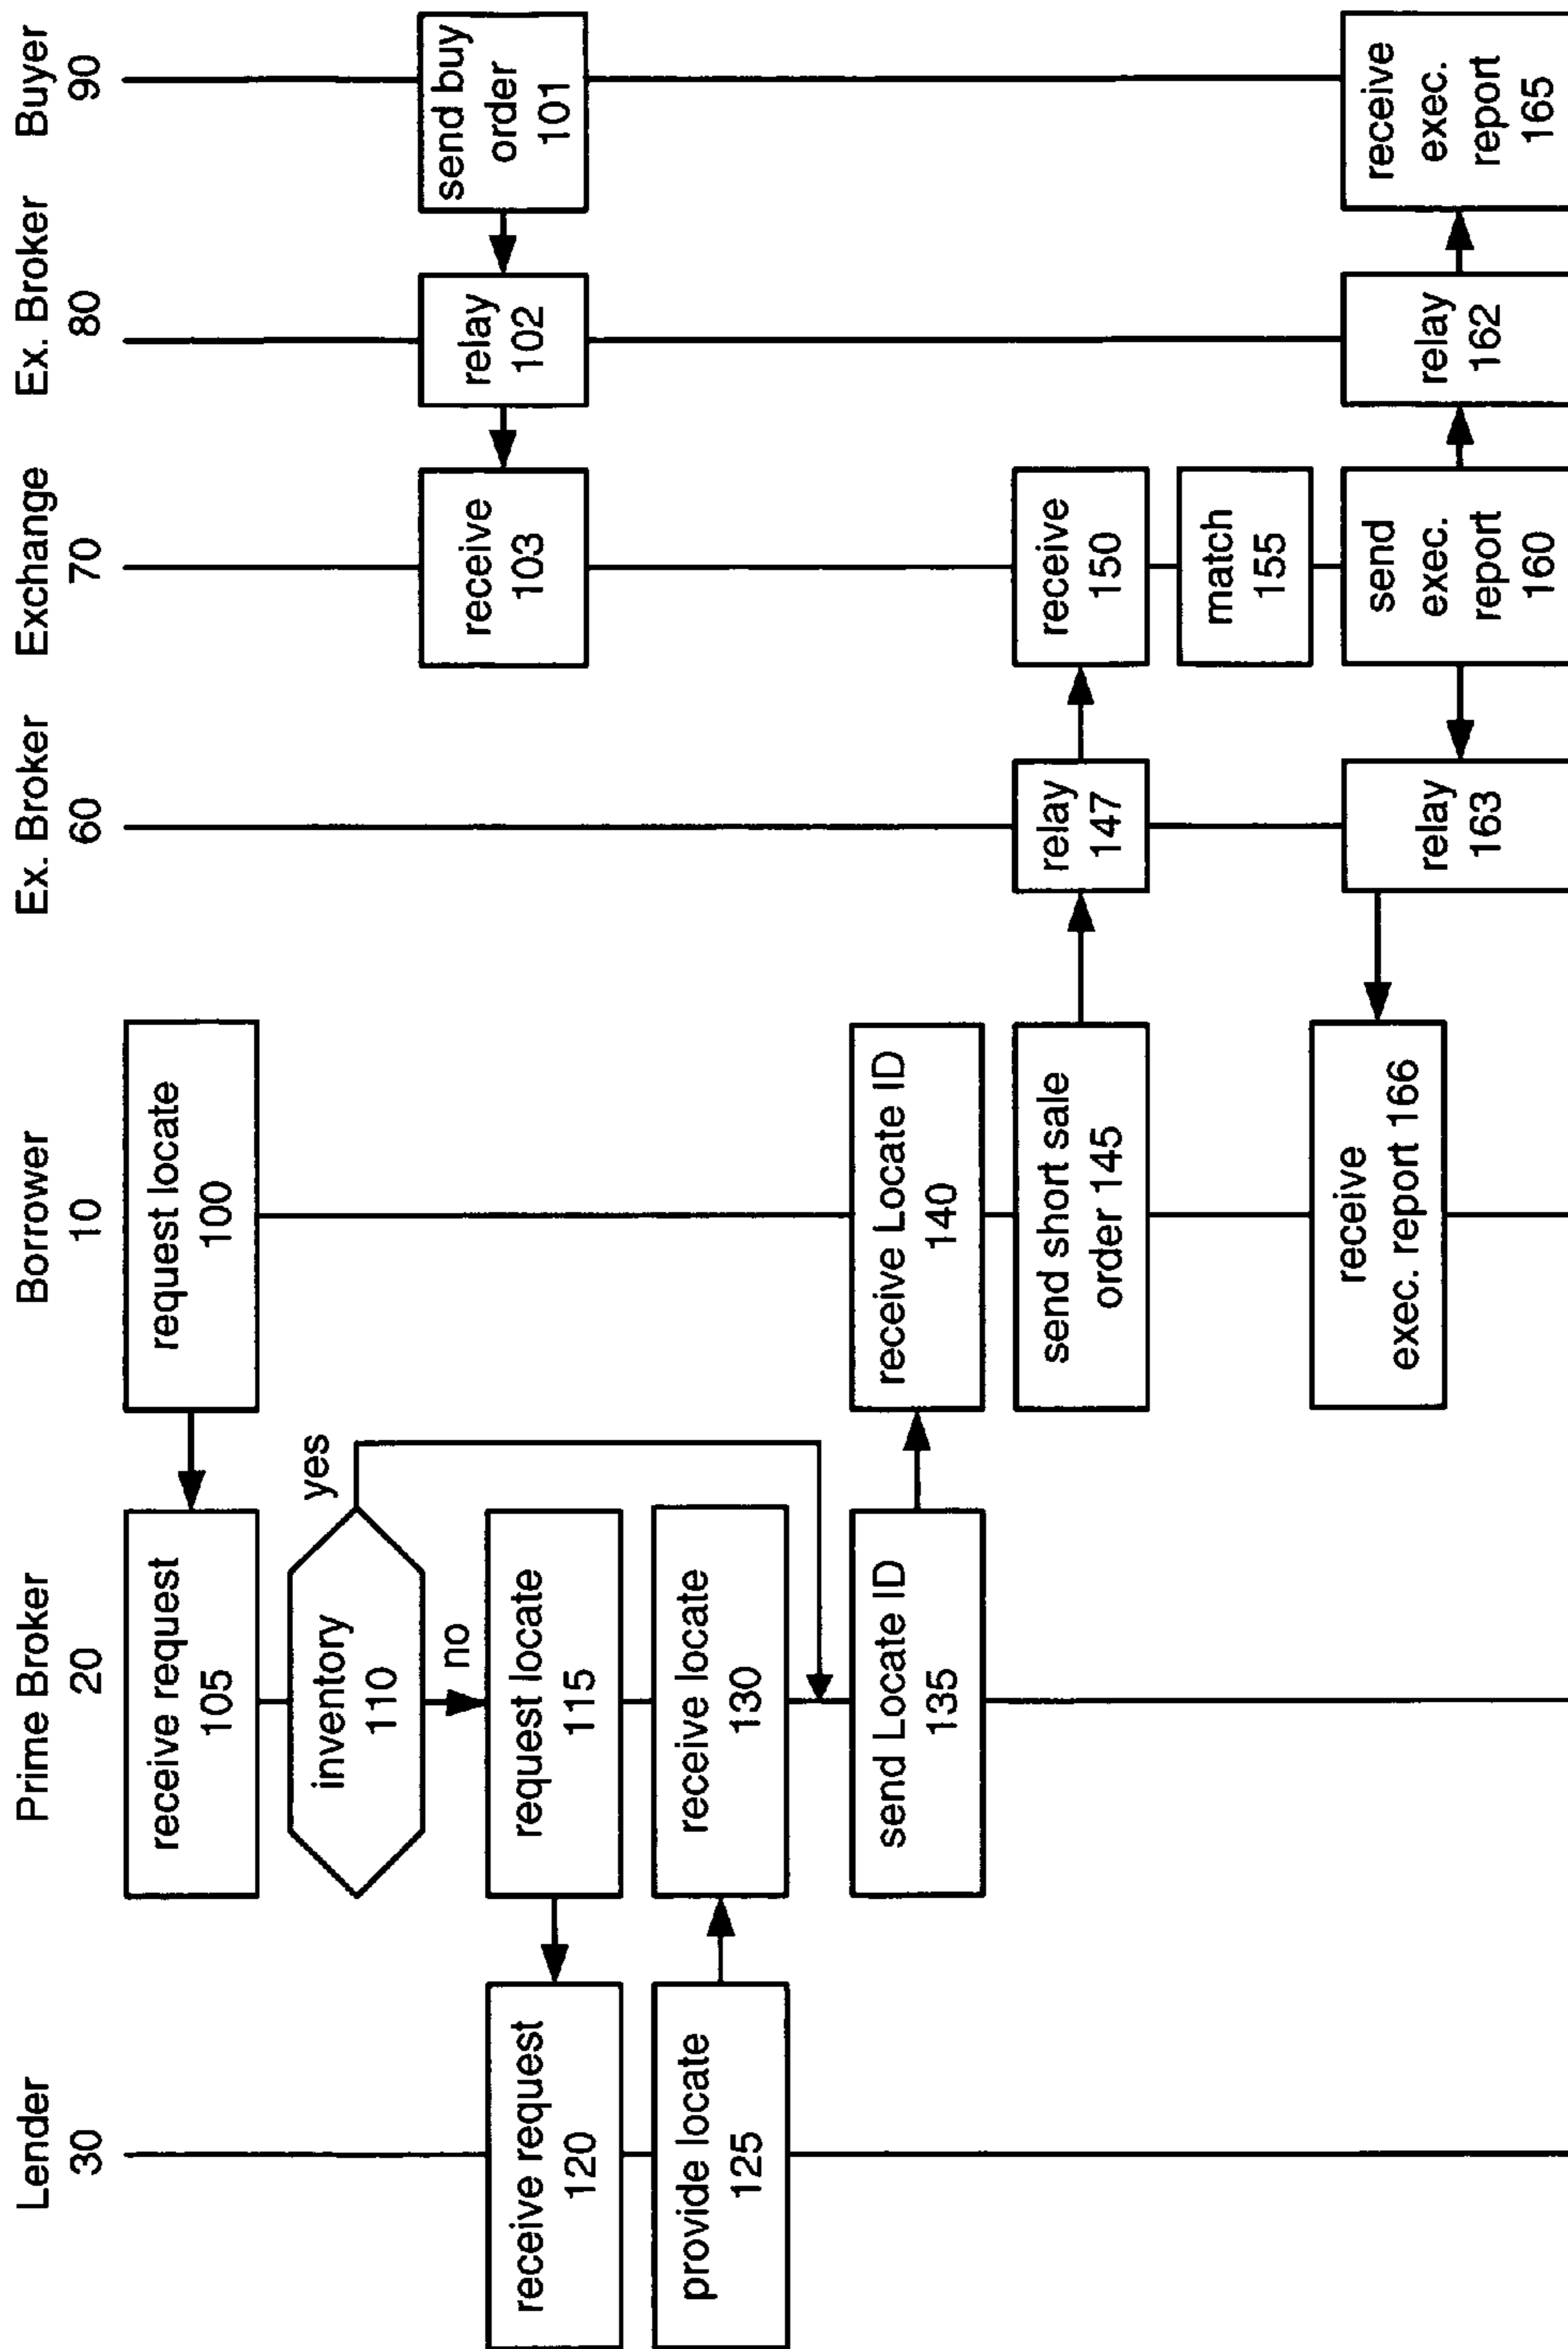 Lender
30
Prime Broker
20
Borrower
10
Ex. Broker
60
Exchange
70
Ex. Broker
80
Buyer
90
request locate
100
receive request
105
inventory
110
yes
no
send buy
order
101
relay
102
receive
103
request locate
115
receive request
120
provide locate
125
receive locate
130
send Locate ID
135
receive Locate ID
140
send short sale
order 145
relay
147
receive
150
match
155
send
exec.
report
160
relay
162
relay
163
receive
exec.
report
165
receive
exec. report 166